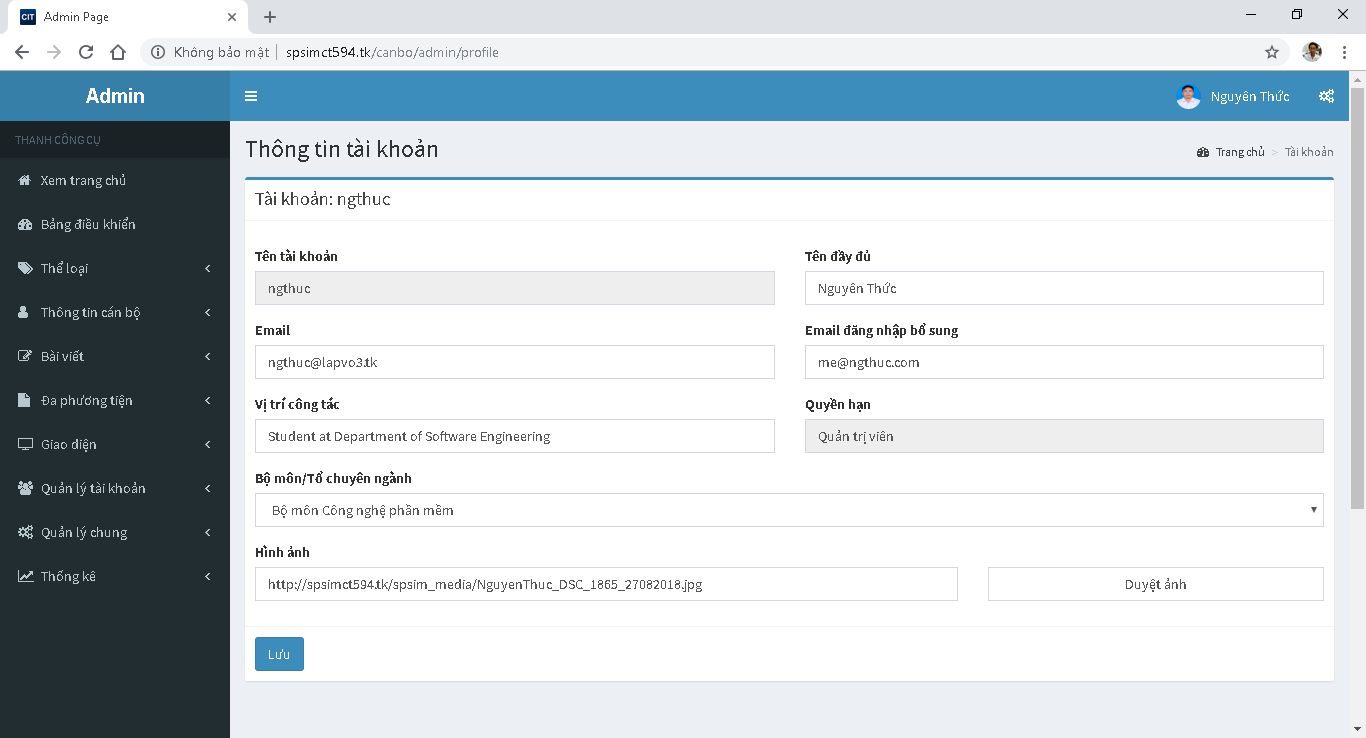 CIT Admin Page
Không bảo mật spsimct594.tk/canbo/admin/profile
Admin
Nguyên Thức
THANH CÔNG CỤ
Xem trang chủ
Bảng điều khiển
Thể loại
Thông tin cán bộ
Bài viết
Đa phương tiện
Giao diện
Quản lý tài khoản
Quản lý chung
Thống kê
Thông tin tài khoản
Trang chủ > Tài khoản
Tài khoản: ngthuc
Tên tài khoản
ngthuc
Tên đầy đủ
Nguyên Thức
Email
ngthuc@lapvo3.tk
Email đăng nhập bổ sung
me@ngthuc.com
Vị trí công tác
Student at Department of Software Engineering
Quyền hạn
Quản trị viên
Bộ môn/Tổ chuyên ngành
Bộ môn Công nghệ phần mềm
Hình ảnh
http://spsimct594.tk/spsim_media/NguyenThuc_DSC_1865_27082018.jpg
Duyệt ảnh
Lưu